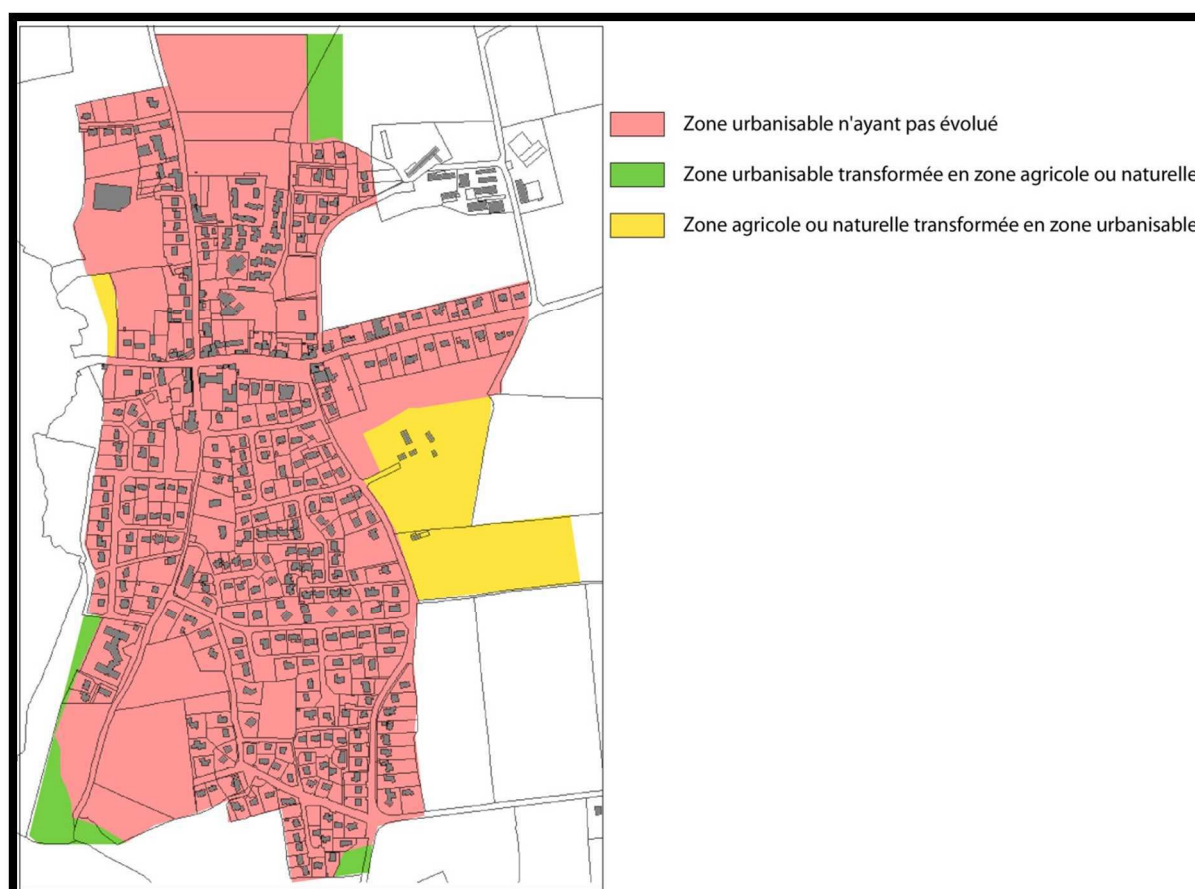 Zone urbanisable n'ayant pas évolué
Zone urbanisable transformée en zone agricole ou naturelle
Zone agricole ou naturelle transformée en zone urbanisable